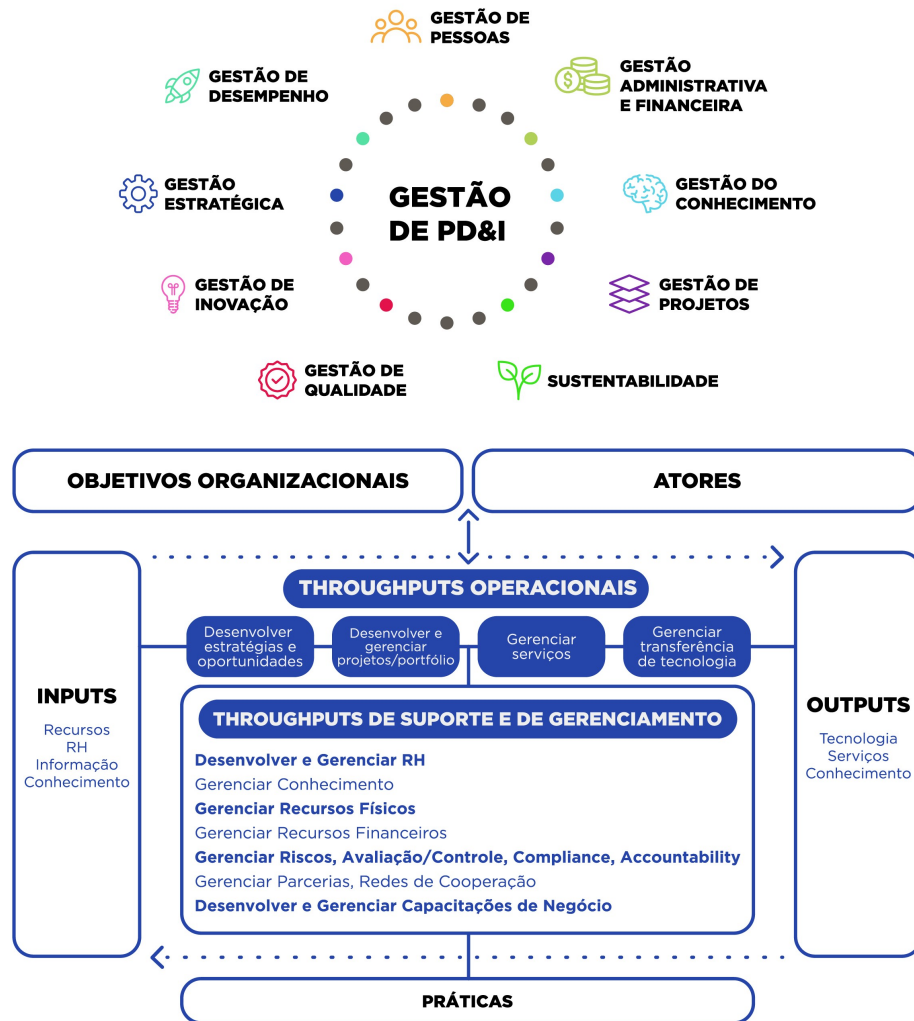 GESTÃO DE
PESSOAS
GESTÃO DE
DESEMPENHO
GESTÃO
ADMINISTRATIVA
E FINANCEIRA
GESTÃO
ESTRATÉGICA
GESTÃO
DE PD&I
GESTÃO DO
CONHECIMENTO
GESTÃO DE
INOVAÇÃO
GESTÃO DE
PROJETOS
GESTÃO DE
QUALIDADE
SUSTENTABILIDADE
OBJETIVOS ORGANIZACIONAIS
ATORES
THROUGHPUTS OPERACIONAIS
Desenvolver
estratégias e
oportunidades
Desenvolver e
gerenciar
projetos/portfólio
Gerenciar
serviços
Gerenciar
transferência
de tecnologia
INPUTS
Recursos
RH
Informação
Conhecimento
THROUGHPUTS DE SUPORTE E DE GERENCIAMENTO
Desenvolver e Gerenciar RH
Gerenciar Conhecimento
Gerenciar Recursos Físicos
Gerenciar Recursos Financeiros
Gerenciar Riscos, Avaliação/Controle, Compliance, Accountability
Gerenciar Parcerias, Redes de Cooperação
Desenvolver e Gerenciar Capacitações de Negócio
OUTPUTS
Tecnologia
Serviços
Conhecimento
PRÁTICAS